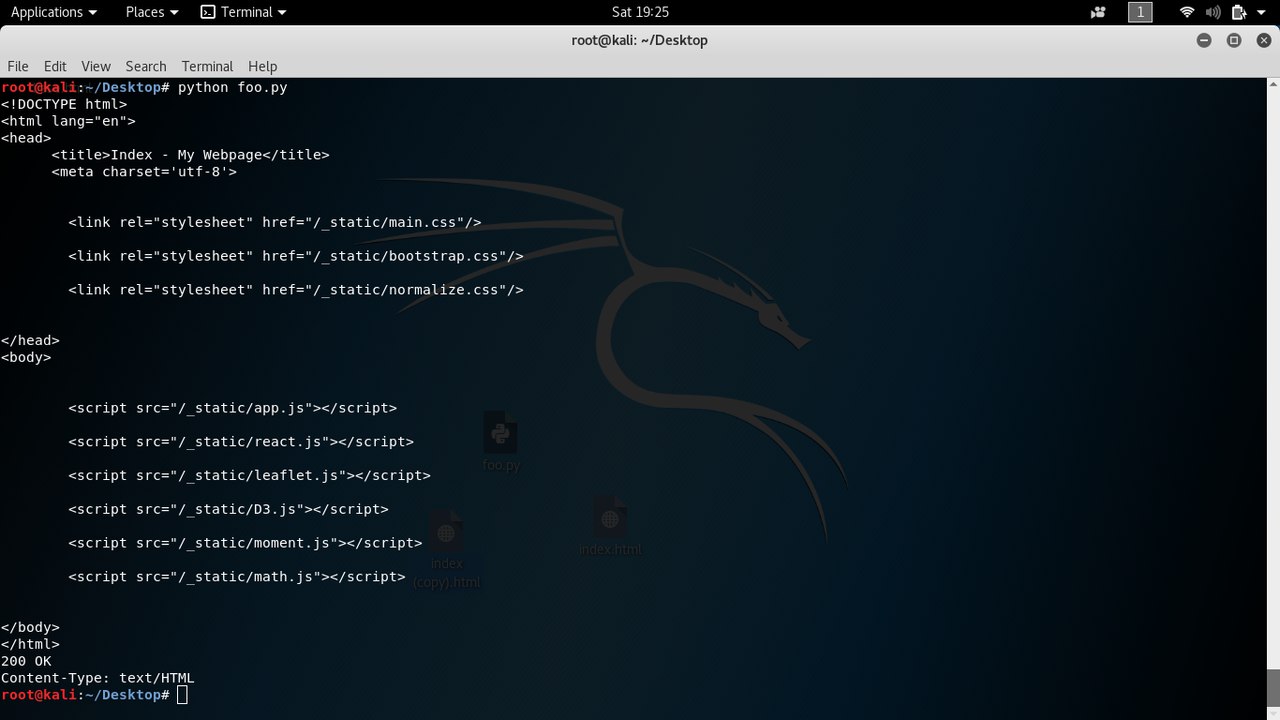 Applications Places Terminal Sat 19:25 1
root@kali: ~/Desktop
File Edit View Search Terminal Help
root@kali:~/Desktop# python foo.py
<!DOCTYPE html>
<html lang="en">
<head>
      <title>Index - My Webpage</title>
      <meta charset='utf-8'>
        <link rel="stylesheet" href="/_static/main.css"/>
        <link rel="stylesheet" href="/_static/bootstrap.css"/>
        <link rel="stylesheet" href="/_static/normalize.css"/>
</head>
<body>
        <script src="/_static/app.js"></script>
        <script src="/_static/react.js"></script>
foo.py
        <script src="/_static/leaflet.js"></script>
        <script src="/_static/D3.js"></script>
        <script src="/_static/moment.js"></script>
index.html
index
(copy).html
        <script src="/_static/math.js"></script>
</body>
</html>
200 OK
Content-Type: text/HTML
root@kali:~/Desktop#